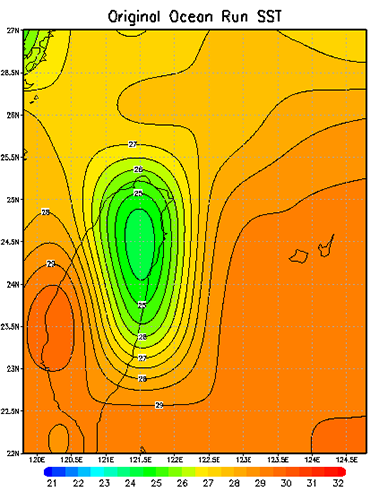 Original Ocean Run SST
27N
26.5N
26N
25.5N
25N
24.5N
24N
23.5N
23N
22.5N
22N
27
26
25
28
29
25
26
27
28
29
120E 120.5E 121E 121.5E 122E 122.5E 123E 123.5E 124E 124.5E
21 22 23 24 25 26 27 28 29 30 31 32